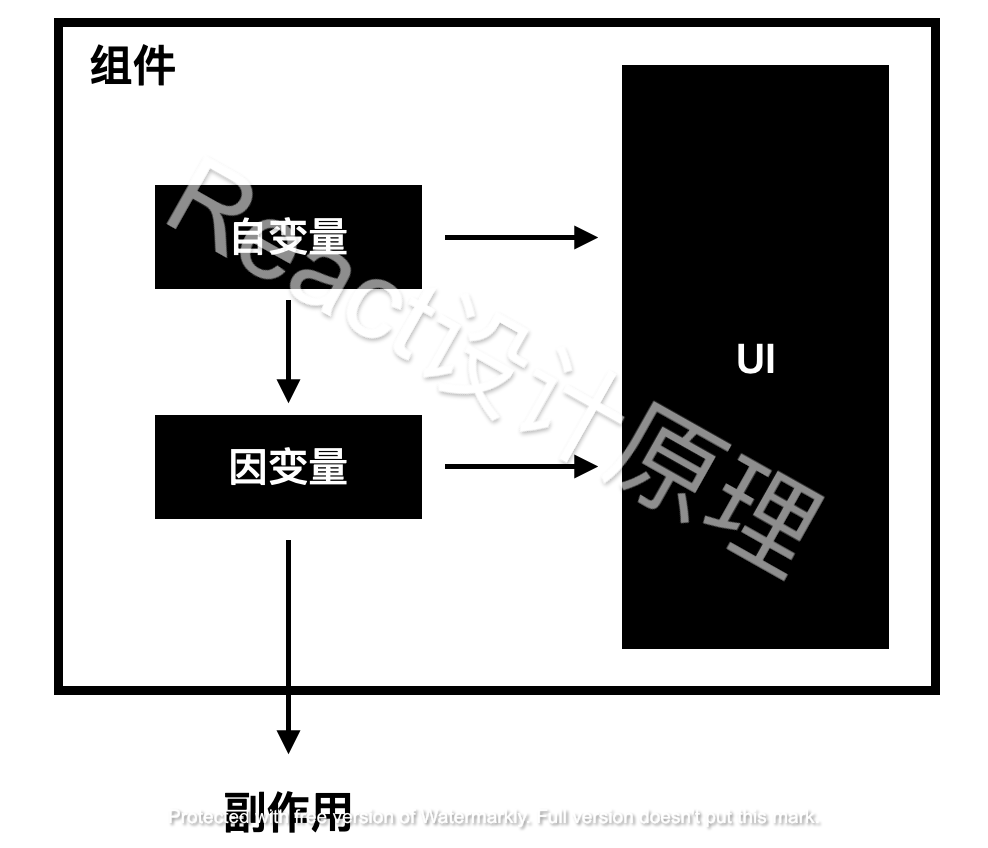 组件
自变量
因变量
UI
React设计原理
副作用
Protected with free version of Watermarkly. Full version doesn't put this mark.